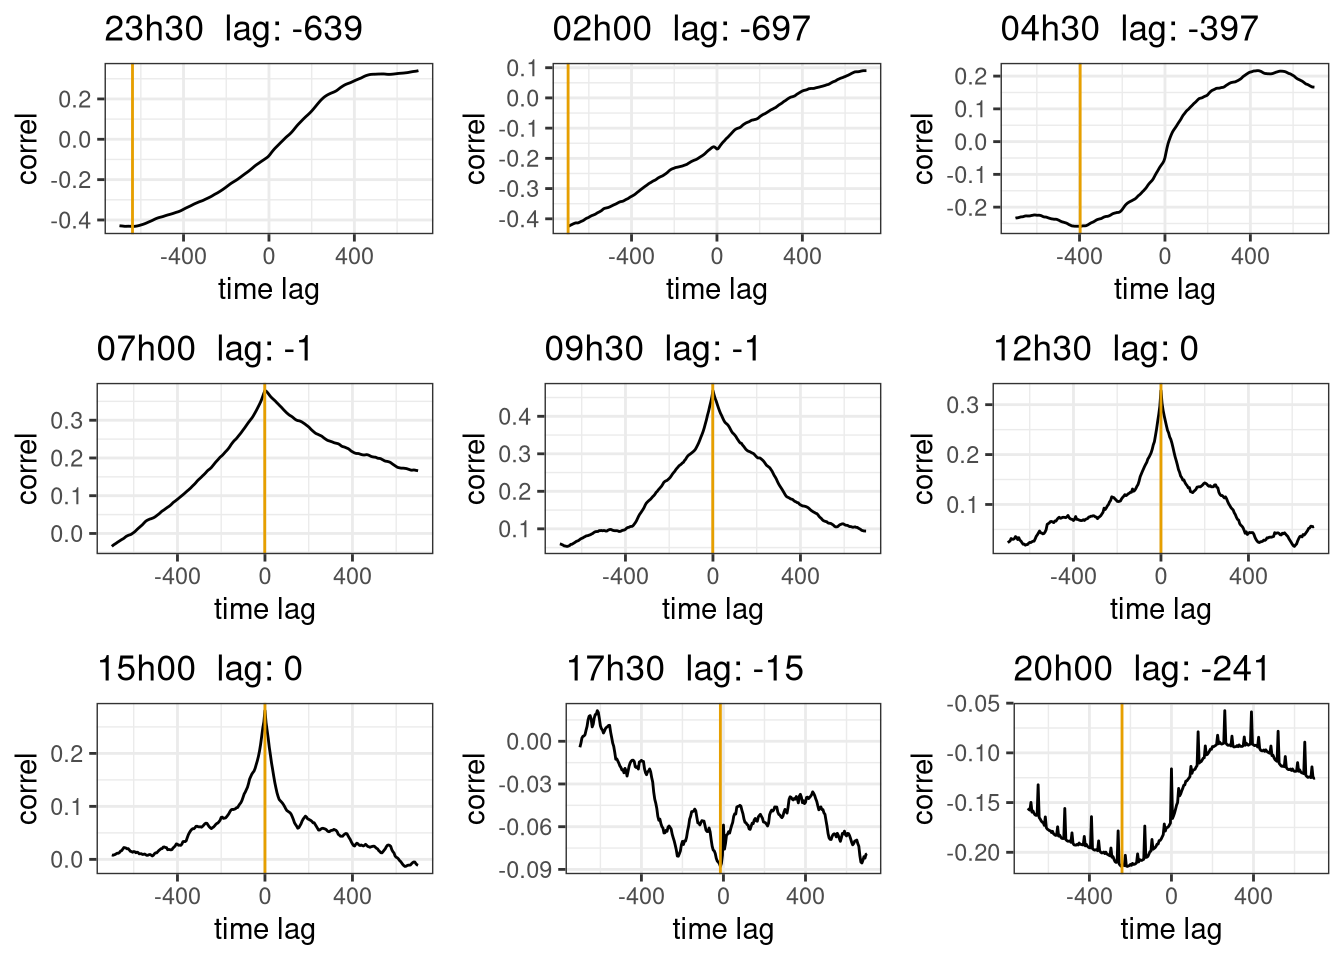 23h30  lag: -639
correl
0.2
0.0
-0.2
-0.4
-400 0 400
time lag
02h00  lag: -697
correl
0.1
0.0
-0.1
-0.2
-0.3
-0.4
-400 0 400
time lag
04h30  lag: -397
correl
0.2
0.1
0.0
-0.1
-0.2
-400 0 400
time lag
07h00  lag: -1
correl
0.3
0.2
0.1
0.0
-400 0 400
time lag
09h30  lag: -1
correl
0.4
0.3
0.2
0.1
-400 0 400
time lag
12h30  lag: 0
correl
0.3
0.2
0.1
-400 0 400
time lag
15h00  lag: 0
correl
0.2
0.1
0.0
-400 0 400
time lag
17h30  lag: -15
correl
0.00
-0.03
-0.06
-0.09
-400 0 400
time lag
20h00  lag: -241
correl
-0.05
-0.10
-0.15
-0.20
-400 0 400
time lag